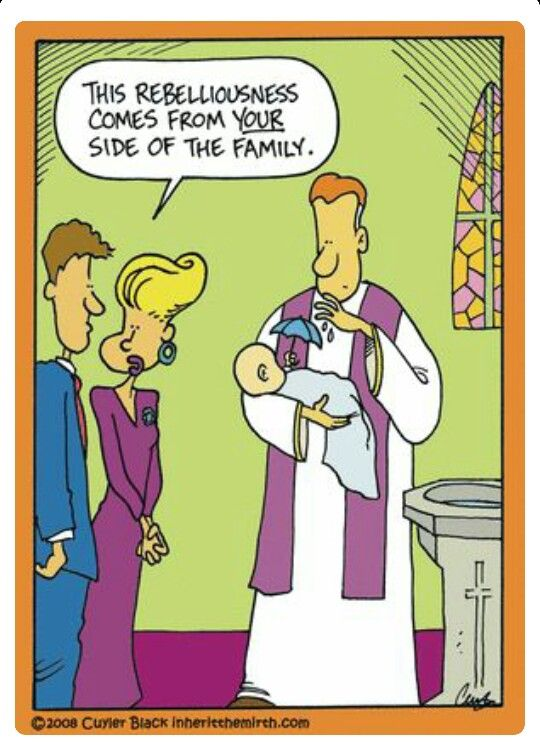 THIS REBELLIOUSNESS
COMES FROM YOUR
SIDE OF THE FAMILY.
©2008 Cuyler Black inheritthemirth.com